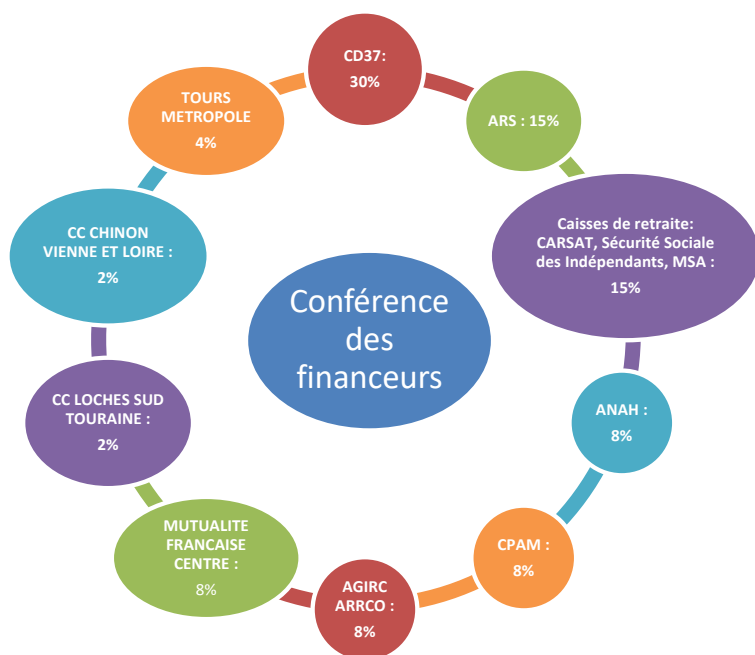 CD37:
30%
ARS : 15%
Caisses de retraite:
CARSAT, Sécurité Sociale
des Indépendants, MSA :
15%
ANAH :
8%
CPAM :
8%
AGIRC
ARRCO :
8%
MUTUALITE
FRANCAISE
CENTRE :
8%
CC LOCHES SUD
TOURAINE :
2%
CC CHINON
VIENNE ET LOIRE :
2%
TOURS
METROPOLE
4%
Conférence
des
financeurs